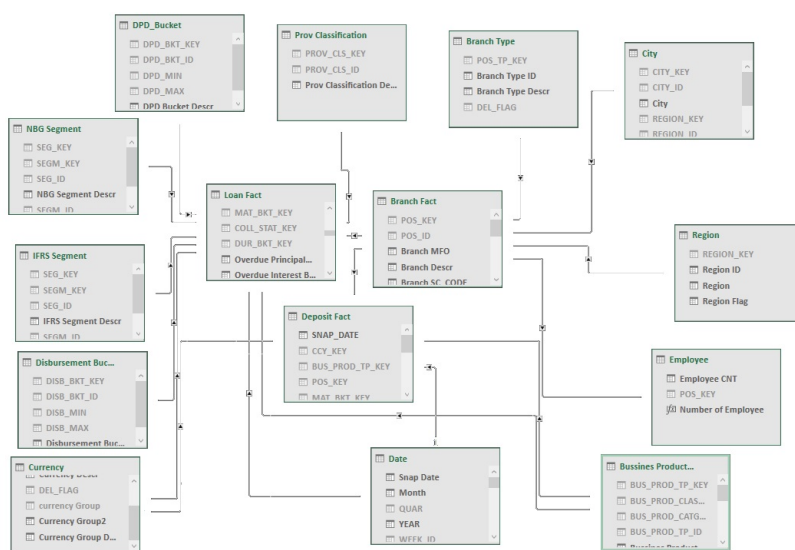 DPD_Bucket
DPD_BKT_KEY
DPD_BKT_ID
DPD_MIN
DPD_MAX
DPD Bucket Descr
Prov Classification
PROV_CLS_KEY
PROV_CLS_ID
Prov Classification De...
Branch Type
POS_TP_KEY
Branch Type ID
Branch Type Descr
DEL_FLAG
City
CITY_KEY
CITY_ID
City
REGION_KEY
REGION_ID
NBG Segment
SEG_KEY
SEGM_KEY
SEG_ID
NBG Segment Descr
SEGM_ID
Loan Fact
MAT_BKT_KEY
COLL_STAT_KEY
DUR_BKT_KEY
Overdue Principal...
Overdue Interest B...
Branch Fact
POS_KEY
POS_ID
Branch MFO
Branch Descr
Branch SC_CODE
Region
REGION_KEY
Region ID
Region
Region Flag
IFRS Segment
SEG_KEY
SEGM_KEY
SEG_ID
IFRS Segment Descr
SEGM_ID
Deposit Fact
SNAP_DATE
CCY_KEY
BUS_PROD_TP_KEY
POS_KEY
MAT_BKT_KEY
Disbursement Buc...
DISB_BKT_KEY
DISB_BKT_ID
DISB_MIN
DISB_MAX
Disbursement Buc...
Employee
Employee CNT
POS_KEY
Number of Employee
Currency
Currency Descr
DEL_FLAG
currency Group
Currency Group2
Currency Group D...
Date
Snap Date
Month
QUAR
YEAR
WEEK_ID
Bussines Product...
BUS_PROD_TP_KEY
BUS_PROD_CLAS...
BUS_PROD_CATG...
BUS_PROD_TP_ID
Bussines Product